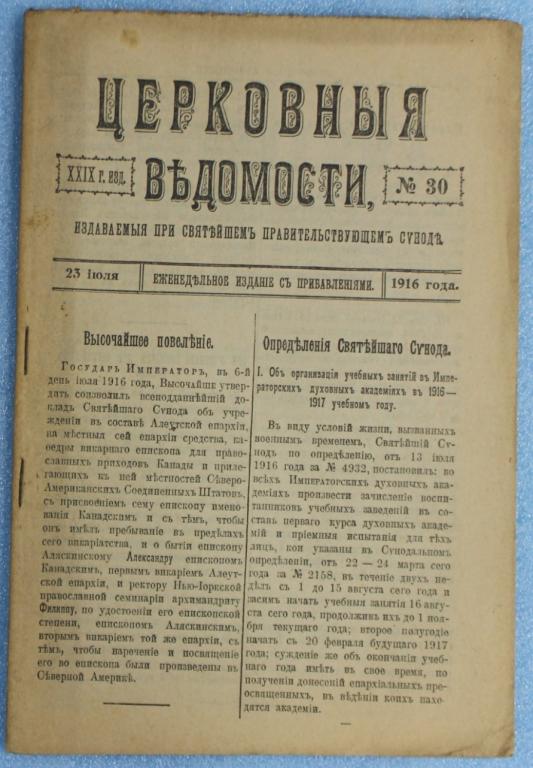 ЦЕРКОВНЫЯ
XXIX г. изд.
ВѢДОМОСТИ,
№ 30
ИЗДАВАЕМЫЯ ПРИ СВЯТѢЙШЕМЪ ПРАВИТЕЛЬСТВУЮЩЕМЪ СѴНОДѢ.
23 іюля
ЕЖЕНЕДѢЛЬНОЕ ИЗДАНІЕ СЪ ПРИБАВЛЕНІЯМИ.
1916 года.
Высочайшее повелѣніе.
Государь Императоръ, въ 6-й
день іюля 1916 года, Высочайше утвер-
дить соизволилъ всеподданнѣйшій до-
кладъ Святѣйшаго Сѵнода объ учре-
жденіи въ составѣ Алеутской епархіи,
на мѣстныя сей епархіи средства, ка-
ѳедры викарнаго епископа для право-
славныхъ приходовъ Канады и приле-
гающихъ къ ней мѣстностей Сѣверо-
Американскихъ Соединенныхъ Штатовъ,
съ присвоеніемъ сему епископу имено-
ванія Канадскимъ и съ тѣмъ, чтобы
онъ имѣлъ пребываніе въ предѣлахъ
сего викаріатства, и о бытіи епископу
Аляскинскому Александру епископомъ
Канадскимъ, первымъ викаріемъ Алеут-
ской епархіи, и ректору Нью-Іоркской
православной семинаріи архимандриту
Филиппу, по удостоеніи его епископской
степени, епископомъ Аляскинскимъ,
вторымъ викаріемъ той же епархіи, съ
тѣмъ, чтобы нареченіе и посвященіе
его во епископа были произведены въ
Сѣверной Америкѣ.
Опредѣленія Святѣйшаго Сѵнода.
I. Объ организаціи учебныхъ занятій въ Импе-
раторскихъ духовныхъ академіяхъ въ 1916—
1917 учебномъ году.
Въ виду условій жизни, вызванныхъ
военнымъ временемъ, Святѣйшій Сѵ-
нодъ по опредѣленію, отъ 13 іюля
1916 года за № 4932, постановилъ: во
всѣхъ Императорскихъ духовныхъ ака-
деміяхъ произвести зачисленіе воспи-
танниковъ учебныхъ заведеній въ со-
ставъ перваго курса духовныхъ акаде-
мій и пріемныя испытанія для тѣхъ
лицъ, кои указаны въ Сѵнодальномъ
опредѣленіи, отъ 22 — 24 марта сего
года за № 2158, въ теченіе двухъ не-
дѣль съ 1 до 15 августа сего года и
засимъ начать учебныя занятія 16 авгу-
ста сего года, продолживъ ихъ до 1 ноя-
бря текущаго года; второе полугодіе
начать съ 20 февраля будущаго 1917
года; сужденіе же объ окончаніи учеб-
наго года имѣть въ свое время, по
полученіи донесеній епархіальныхъ пре-
освященныхъ, въ вѣдѣніи коихъ нахо-
дятся академіи.